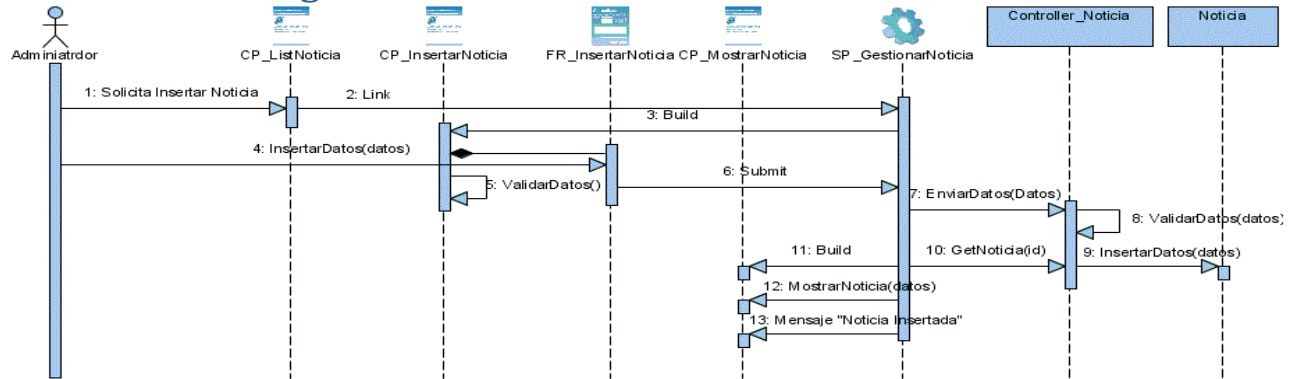 Adminiatrdor
CP_ListNoticia
CP_InsertarNoticia
FR_InsertarNoticia
CP_MostrarNoticia
SP_GestionarNoticia
Controller_Noticia
Noticia
1: Solicita Insertar Noticia
2: Link
3: Build
4: InsertarDatos(datos)
5: ValidarDatos()
6: Submit
7: EnviarDatos(Datos)
8: ValidarDatos(datos)
11: Build
10: GetNoticia(id)
9: InsertarDatos(datos)
12: MostrarNoticia(datos)
13: Mensaje "Noticia Insertada"